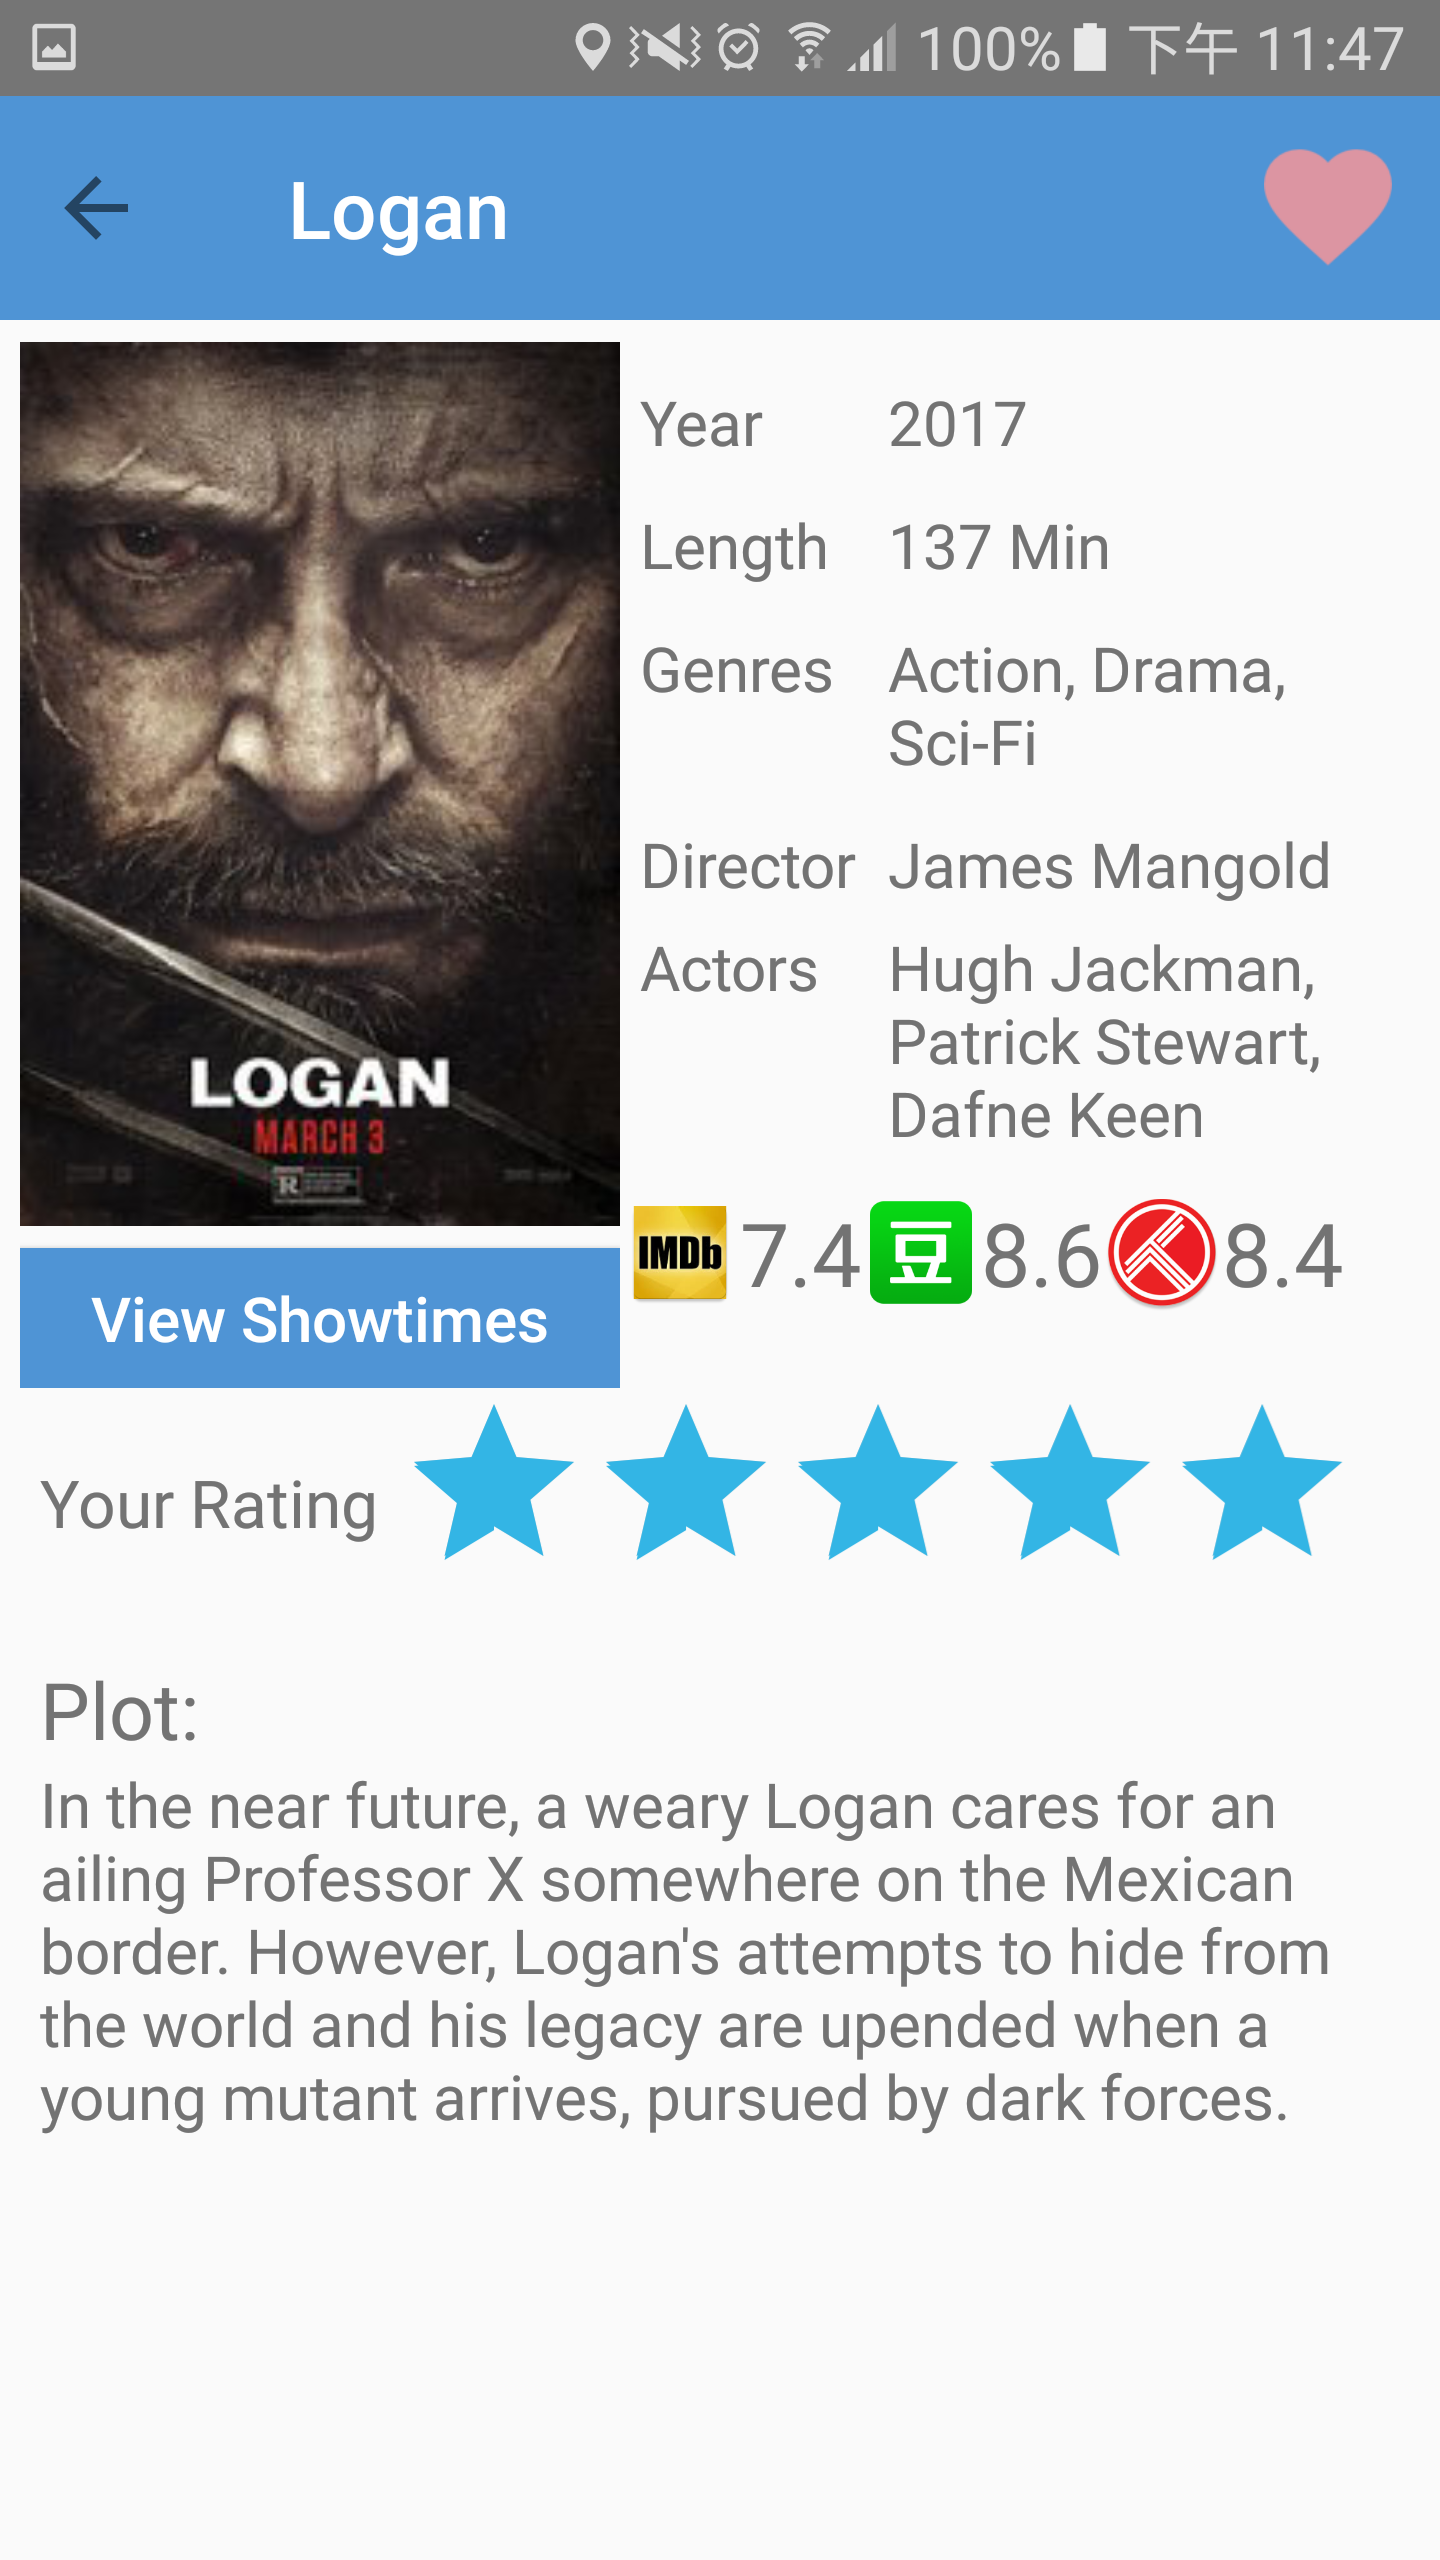 100% 下午 11:47
Logan
Year 2017
Length 137 Min
Genres Action, Drama,
Sci-Fi
Director James Mangold
Actors Hugh Jackman,
Patrick Stewart,
Dafne Keen
LOGAN
MARCH 3
R
IMDb 7.4 豆 8.6 8.4
View Showtimes
Your Rating
Plot:
In the near future, a weary Logan cares for an
ailing Professor X somewhere on the Mexican
border. However, Logan's attempts to hide from
the world and his legacy are upended when a
young mutant arrives, pursued by dark forces.